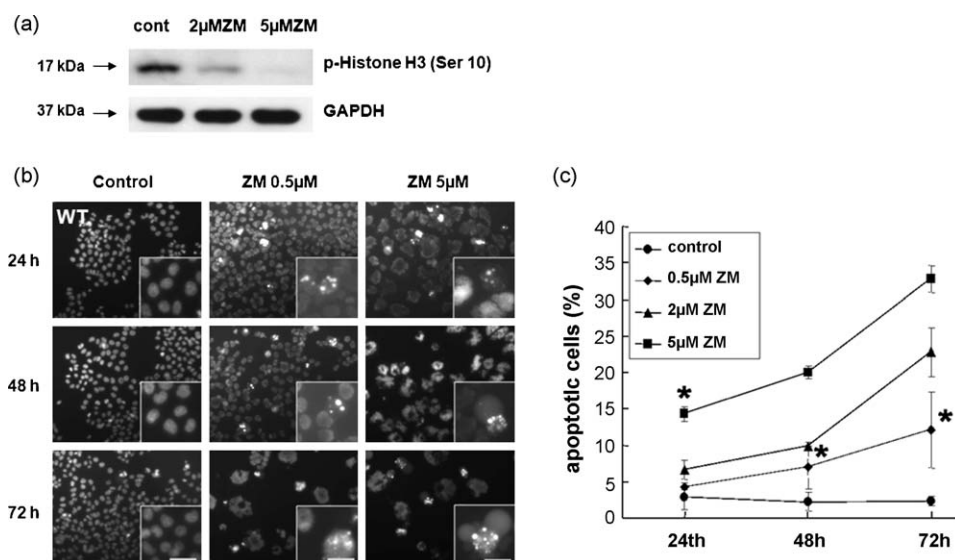 (a)
cont 2μMZM 5μMZM
17 kDa → p-Histone H3 (Ser 10)
37 kDa → GAPDH
(b)
Control ZM 0.5μM ZM 5μM
WT
24 h
48 h
72 h
(c)
40
35
30
25
20
15
10
5
0
apoptotic cells (%)
control
0.5μM ZM
2μM ZM
5μM ZM
*
*
*
24th 48h 72h